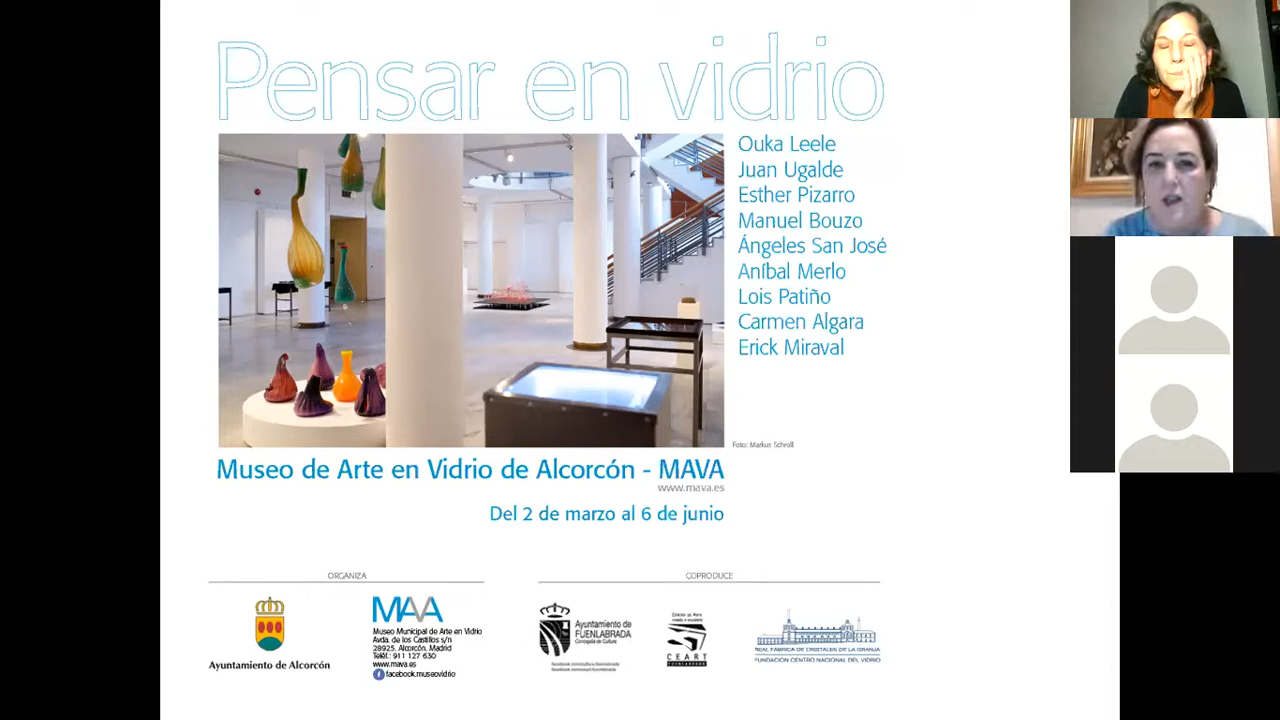 Pensar en vidrio
Ouka Leele
Juan Ugalde
Esther Pizarro
Manuel Bouzo
Ángeles San José
Aníbal Merlo
Lois Patiño
Carmen Algara
Erick Miraval
Foto: Markus Schroll
Museo de Arte en Vidrio de Alcorcón - MAVA
www.mava.es
Del 2 de marzo al 6 de junio
ORGANIZA
COPRODUCE
Ayuntamiento de Alcorcón
MAVA
Museo Municipal de Arte en Vidrio
Avda. de los Castillos s/n
28925. Alcorcón, Madrid
Teléf.: 911 127 630
www.mava.es
facebook.museovidrio
Ayuntamiento de
FUENLABRADA
Concejalía de Cultura
CEART
FUENLABRADA
REAL FÁBRICA DE CRISTALES DE LA GRANJA
FUNDACIÓN CENTRO NACIONAL DEL VIDRIO